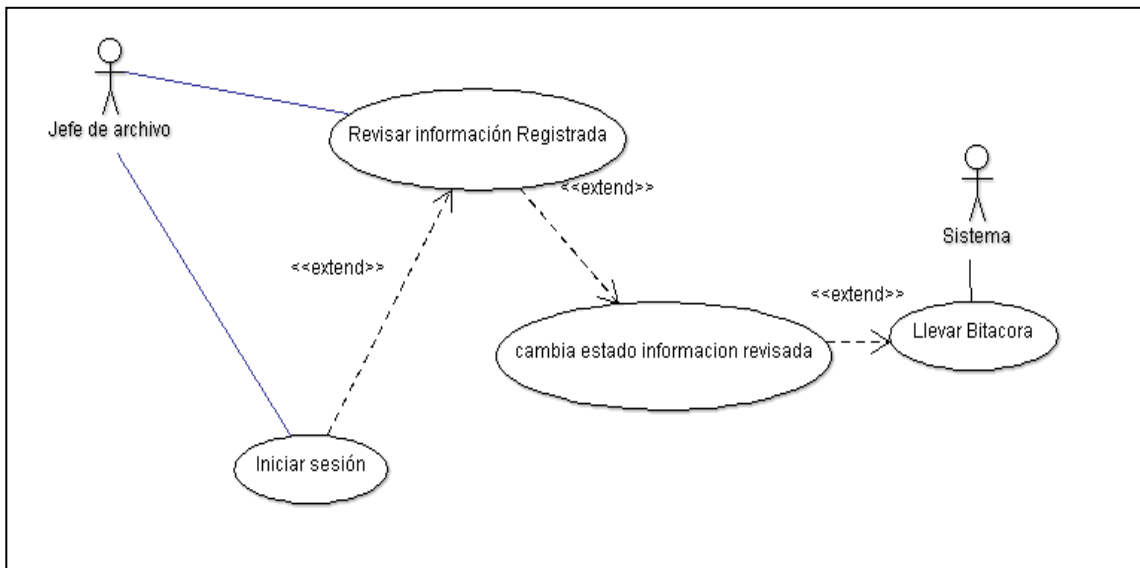 Jefe de archivo
Revisar información Registrada
<<extend>>
Sistema
<<extend>>
<<extend>>
Llevar Bitacora
cambia estado informacion revisada
Iniciar sesión